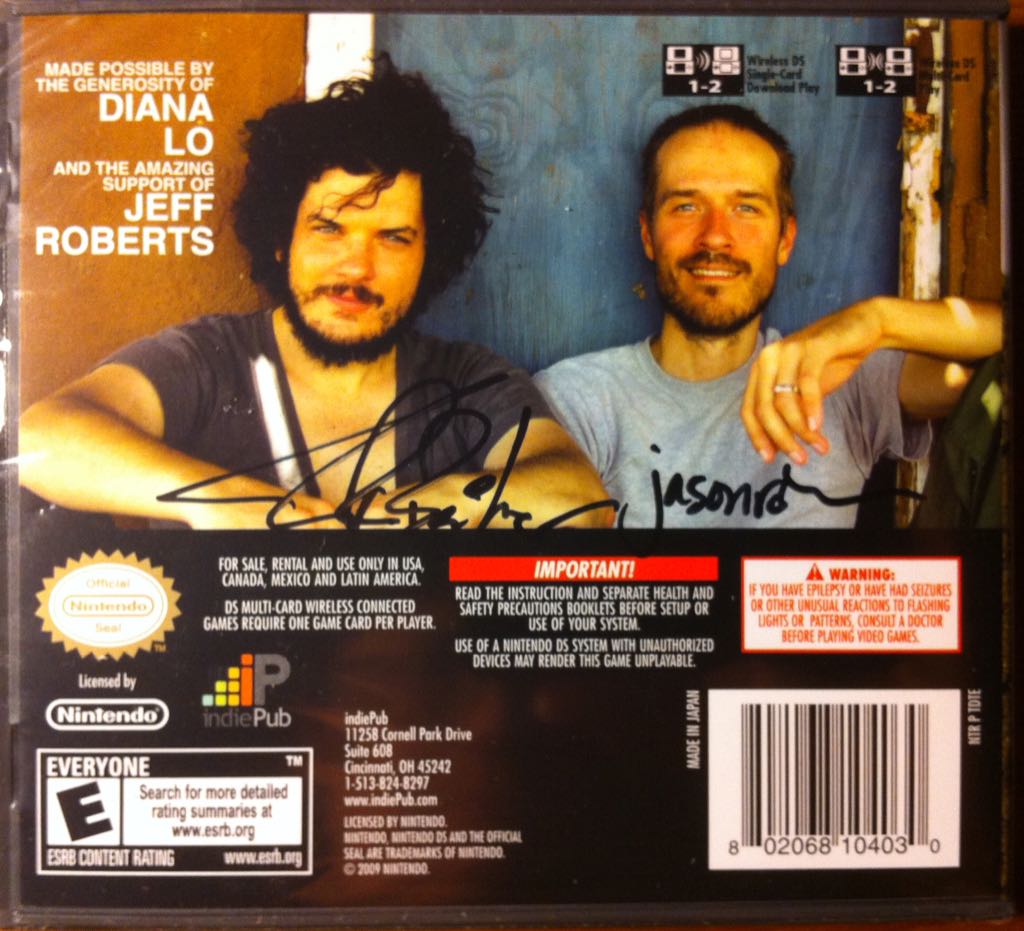 MADE POSSIBLE BY
THE GENEROSITY OF
DIANA
LO
AND THE AMAZING
SUPPORT OF
JEFF
ROBERTS
1-2
Wireless DS
Single-Card
Download Play
1-2
Wireless DS
Card
Play
jasonr
Official
Nintendo
Seal
TM
FOR SALE, RENTAL AND USE ONLY IN USA,
CANADA, MEXICO AND LATIN AMERICA.
DS MULTI-CARD WIRELESS CONNECTED
GAMES REQUIRE ONE GAME CARD PER PLAYER.
IMPORTANT!
READ THE INSTRUCTION AND SEPARATE HEALTH AND
SAFETY PRECAUTIONS BOOKLETS BEFORE SETUP OR
USE OF YOUR SYSTEM.
USE OF A NINTENDO DS SYSTEM WITH UNAUTHORIZED
DEVICES MAY RENDER THIS GAME UNPLAYABLE.
WARNING:
IF YOU HAVE EPILEPSY OR HAVE HAD SEIZURES
OR OTHER UNUSUAL REACTIONS TO FLASHING
LIGHTS OR PATTERNS, CONSULT A DOCTOR
BEFORE PLAYING VIDEO GAMES.
Licensed by
Nintendo
iP
indiePub
indiePub
11258 Cornell Park Drive
Suite 608
Cincinnati, OH 45242
1-513-824-8297
www.indiePub.com
LICENSED BY NINTENDO.
NINTENDO, NINTENDO DS AND THE OFFICIAL
SEAL ARE TRADEMARKS OF NINTENDO.
© 2009 NINTENDO.
EVERYONE TM
E
Search for more detailed
rating summaries at
www.esrb.org
ESRB CONTENT RATING www.esrb.org
MADE IN JAPAN
NTR P TDTE
8 02068 10403 0